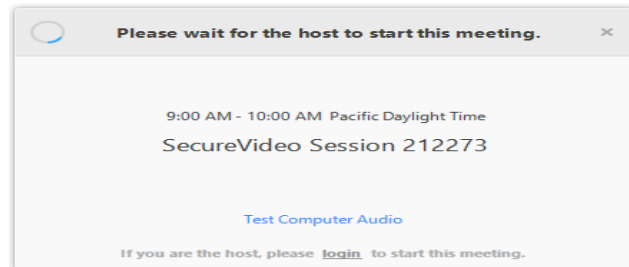 Please wait for the host to start this meeting.
9:00 AM - 10:00 AM Pacific Daylight Time
SecureVideo Session 212273
Test Computer Audio
If you are the host, please login to start this meeting.